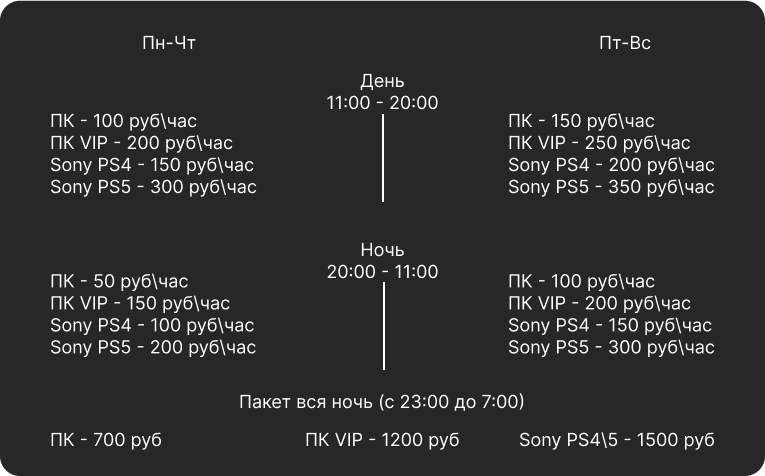 Пн-Чт
Пт-Вс
День
11:00 - 20:00
ПК - 100 руб\час
ПК VIP - 200 руб\час
Sony PS4 - 150 руб\час
Sony PS5 - 300 руб\час
ПК - 150 руб\час
ПК VIP - 250 руб\час
Sony PS4 - 200 руб\час
Sony PS5 - 350 руб\час
Ночь
20:00 - 11:00
ПК - 50 руб\час
ПК VIP - 150 руб\час
Sony PS4 - 100 руб\час
Sony PS5 - 200 руб\час
ПК - 100 руб\час
ПК VIP - 200 руб\час
Sony PS4 - 150 руб\час
Sony PS5 - 300 руб\час
Пакет вся ночь (с 23:00 до 7:00)
ПК - 700 руб
ПК VIP - 1200 руб
Sony PS4\5 - 1500 руб